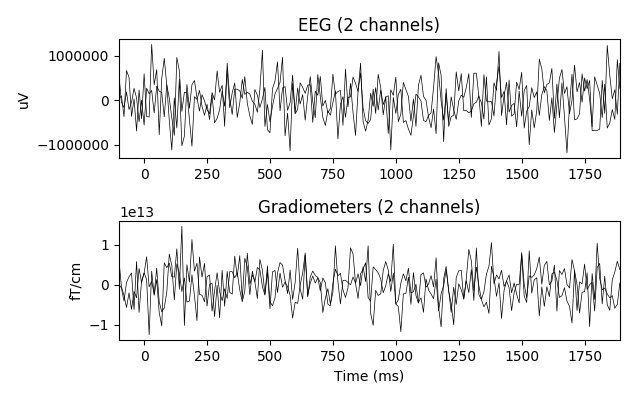 EEG (2 channels)
1000000
0
−1000000
uV
0 250 500 750 1000 1250 1500 1750
1e13
Gradiometers (2 channels)
1
0
−1
fT/cm
0 250 500 750 1000 1250 1500 1750
Time (ms)